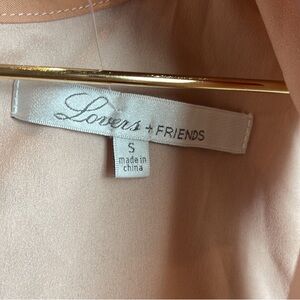 Lovers + FRIENDS
S
made in
china